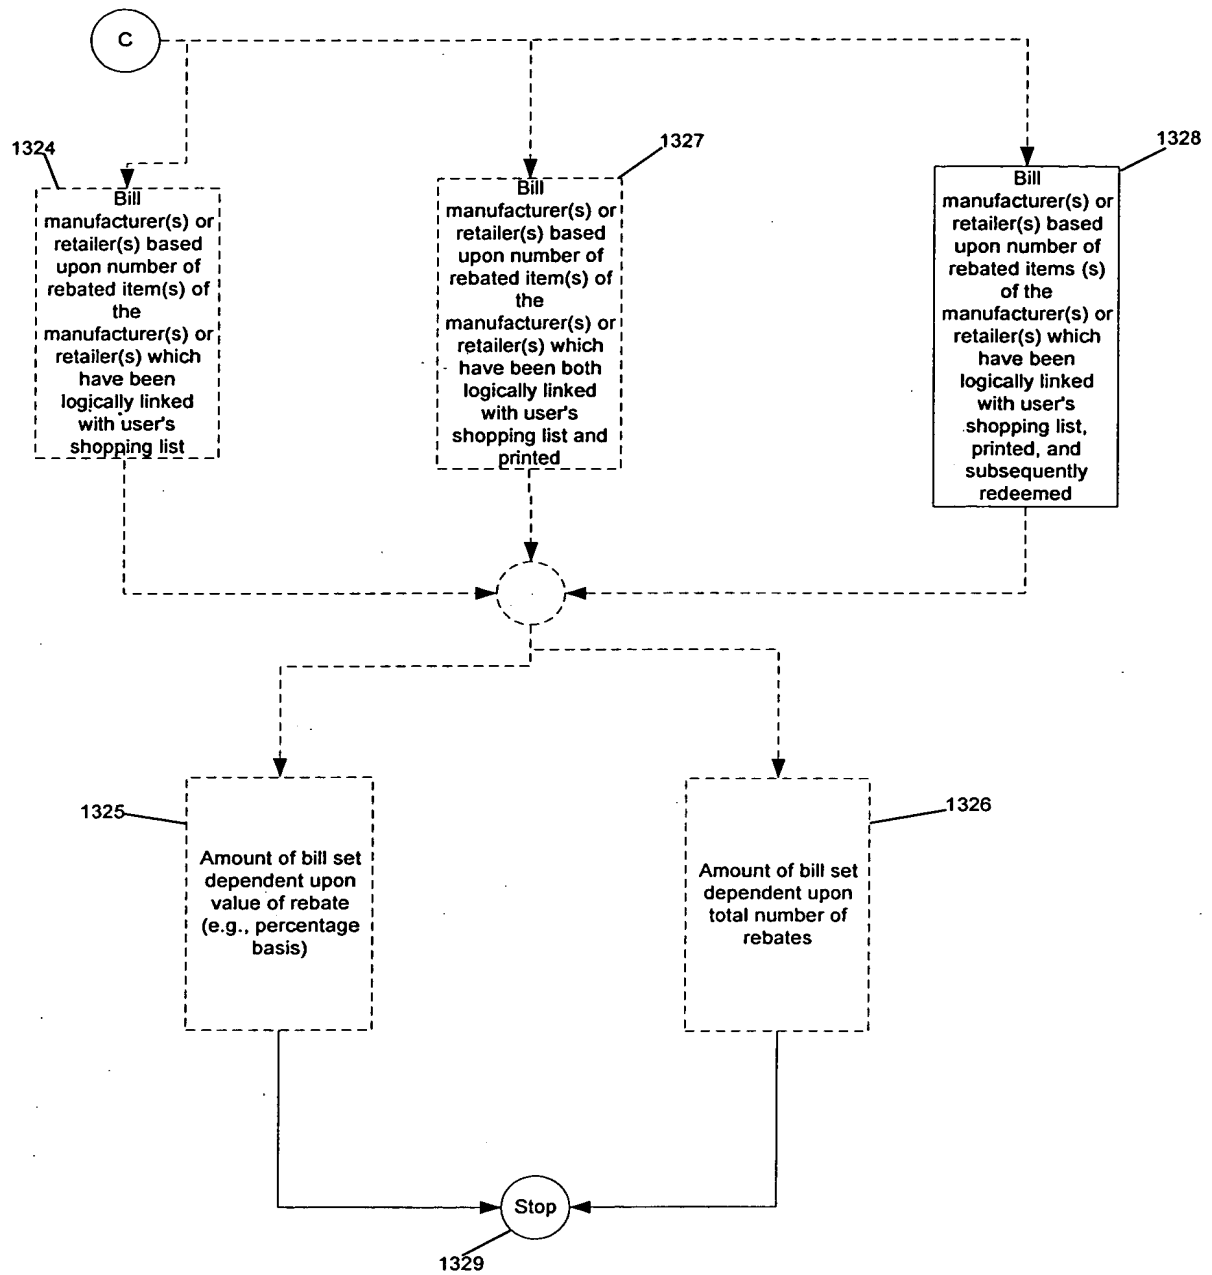 C
1324
Bill
manufacturer(s) or
retailer(s) based
upon number of
rebated item(s) of
the
manufacturer(s) or
retailer(s) which
have been
logically linked
with user's
shopping list
1327
Bill
manufacturer(s) or
retailer(s) based
upon number of
rebated item(s) of
the
manufacturer(s) or
retailer(s) which
have been both
logically linked
with user's
shopping list and
printed
1328
Bill
manufacturer(s) or
retailer(s) based
upon number of
rebated items (s)
of the
manufacturer(s) or
retailer(s) which
have been
logically linked
with user's
shopping list,
printed, and
subsequently
redeemed
1325
Amount of bill set
dependent upon
value of rebate
(e.g., percentage
basis)
1326
Amount of bill set
dependent upon
total number of
rebates
Stop
1329